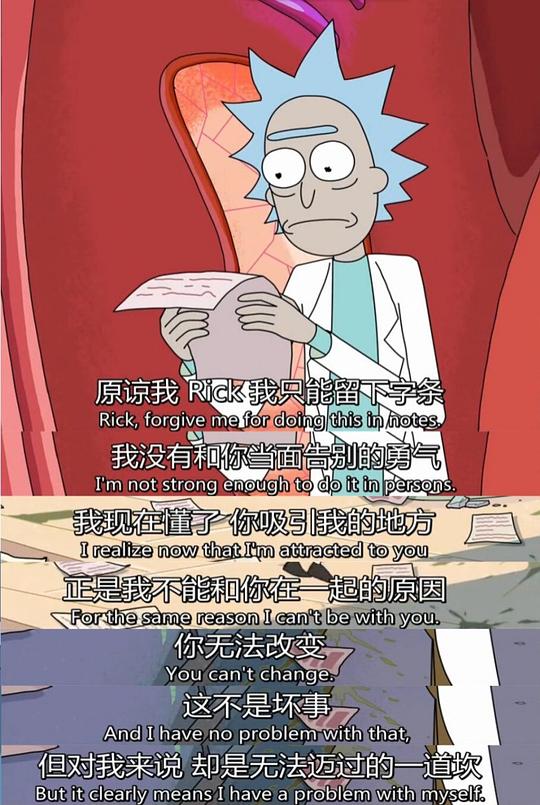 原谅我 Rick 我只能留下字条
Rick, forgive me for doing this in notes.
我没有和你当面告别的勇气
I'm not strong enough to do it in persons.
我现在懂了 你吸引我的地方
I realize now that I'm attracted to you
正是我不能和你在一起的原因
For the same reason I can't be with you.
你无法改变
You can't change.
这不是坏事
And I have no problem with that,
但对我来说 却是无法迈过的一道坎
But it clearly means I have a problem with myself.